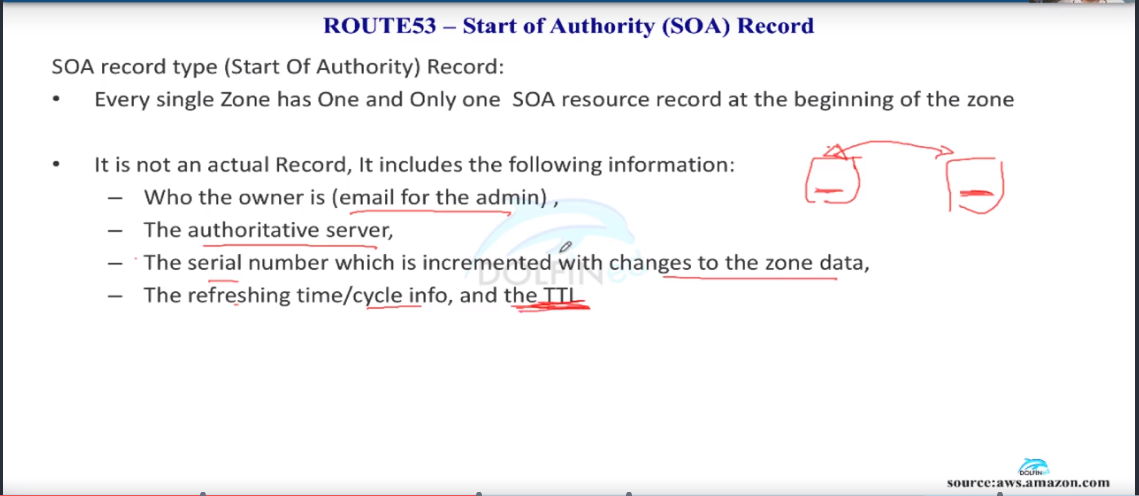 ROUTE53 – Start of Authority (SOA) Record
SOA record type (Start Of Authority) Record:
• Every single Zone has One and Only one SOA resource record at the beginning of the zone
• It is not an actual Record, It includes the following information:
– Who the owner is (email for the admin) ,
– The authoritative server,
– The serial number which is incremented with changes to the zone data,
DOLFIN
– The refreshing time/cycle info, and the TTL
DOLFIN
source:aws.amazon.com